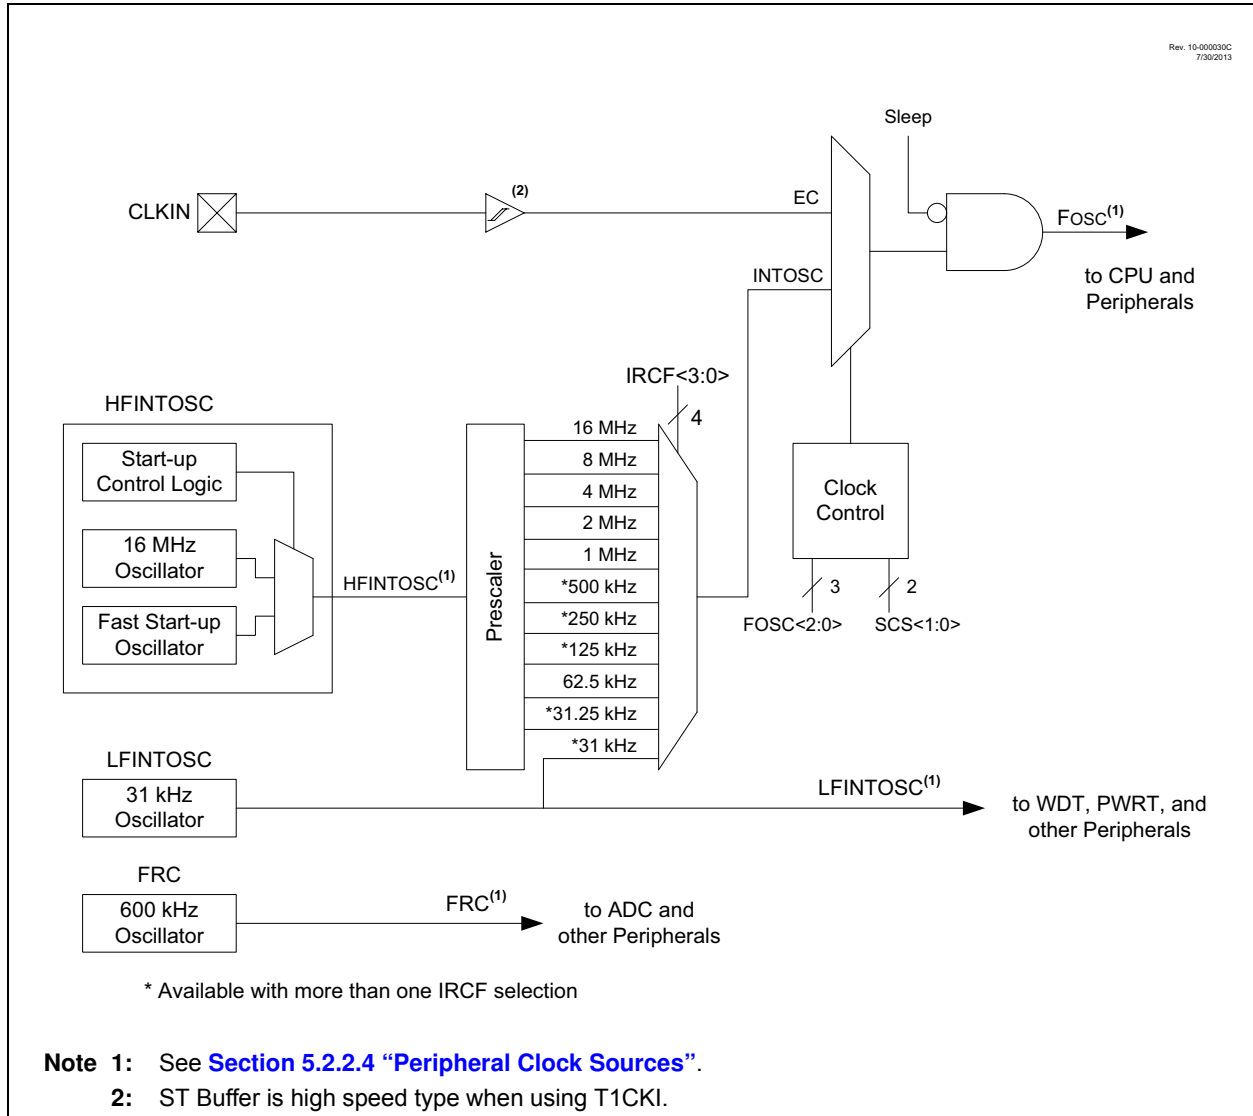 Rev. 10-000030C
7/30/2013
Sleep
CLKIN
(2)
EC
FOSC(1)
to CPU and
Peripherals
INTOSC
IRCF<3:0>
4
HFINTOSC
Start-up
Control Logic
16 MHz
Oscillator
Fast Start-up
Oscillator
HFINTOSC(1)
Prescaler
16 MHz
8 MHz
4 MHz
2 MHz
1 MHz
*500 kHz
*250 kHz
*125 kHz
62.5 kHz
*31.25 kHz
*31 kHz
Clock
Control
3
2
FOSC<2:0>
SCS<1:0>
LFINTOSC
31 kHz
Oscillator
LFINTOSC(1)
to WDT, PWRT, and
other Peripherals
FRC
600 kHz
Oscillator
FRC(1)
to ADC and
other Peripherals
* Available with more than one IRCF selection
Note 1: See Section 5.2.2.4 “Peripheral Clock Sources”.
2: ST Buffer is high speed type when using T1CKI.